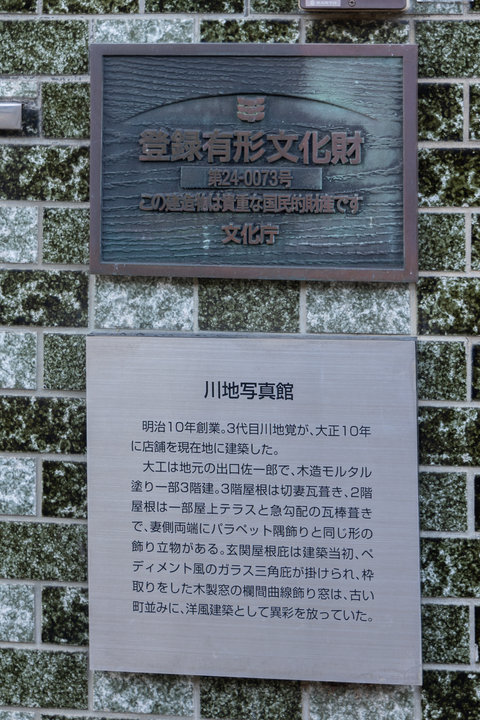 登録有形文化財
第24-0073号
この建造物は貴重な国民的財産です
文化庁
川地写真館
明治10年創業。3代目川地覚が、大正10年
に店舗を現在地に建築した。
大工は地元の出口佐一郎で、木造モルタル
塗り一部3階建。3階屋根は切妻瓦葺き、2階
屋根は一部屋上テラスと急勾配の瓦棒葺き
で、妻側両端にパラペット隅飾りと同じ形の
飾り立物がある。玄関屋根庇は建築当初、ペ
ディメント風のガラス三角庇が掛けられ、枠
取りをした木製窓の欄間曲線飾り窓は、古い
町並みに、洋風建築として異彩を放っていた。